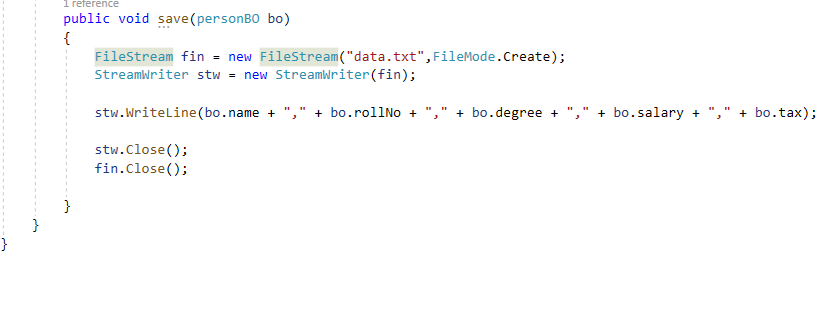 1 reference
public void save(personBO bo)
{
FileStream fin = new FileStream("data.txt",FileMode.Create);
StreamWriter stw = new StreamWriter(fin);
stw.WriteLine(bo.name + "," + bo.rollNo + "," + bo.degree + "," + bo.salary + "," + bo.tax);
stw.Close();
fin.Close();
}
}
}